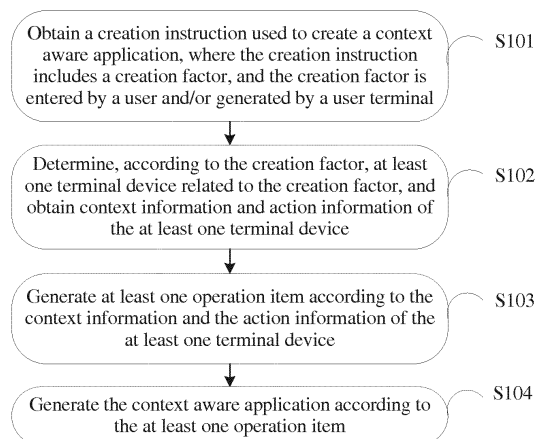 Obtain a creation instruction used to create a context
aware application, where the creation instruction
includes a creation factor, and the creation factor is
entered by a user and/or generated by a user terminal
S101
Determine, according to the creation factor, at least
one terminal device related to the creation factor, and
obtain context information and action information of
the at least one terminal device
S102
Generate at least one operation item according to the
context information and the action information of the
at least one terminal device
S103
Generate the context aware application according to
the at least one operation item
S104